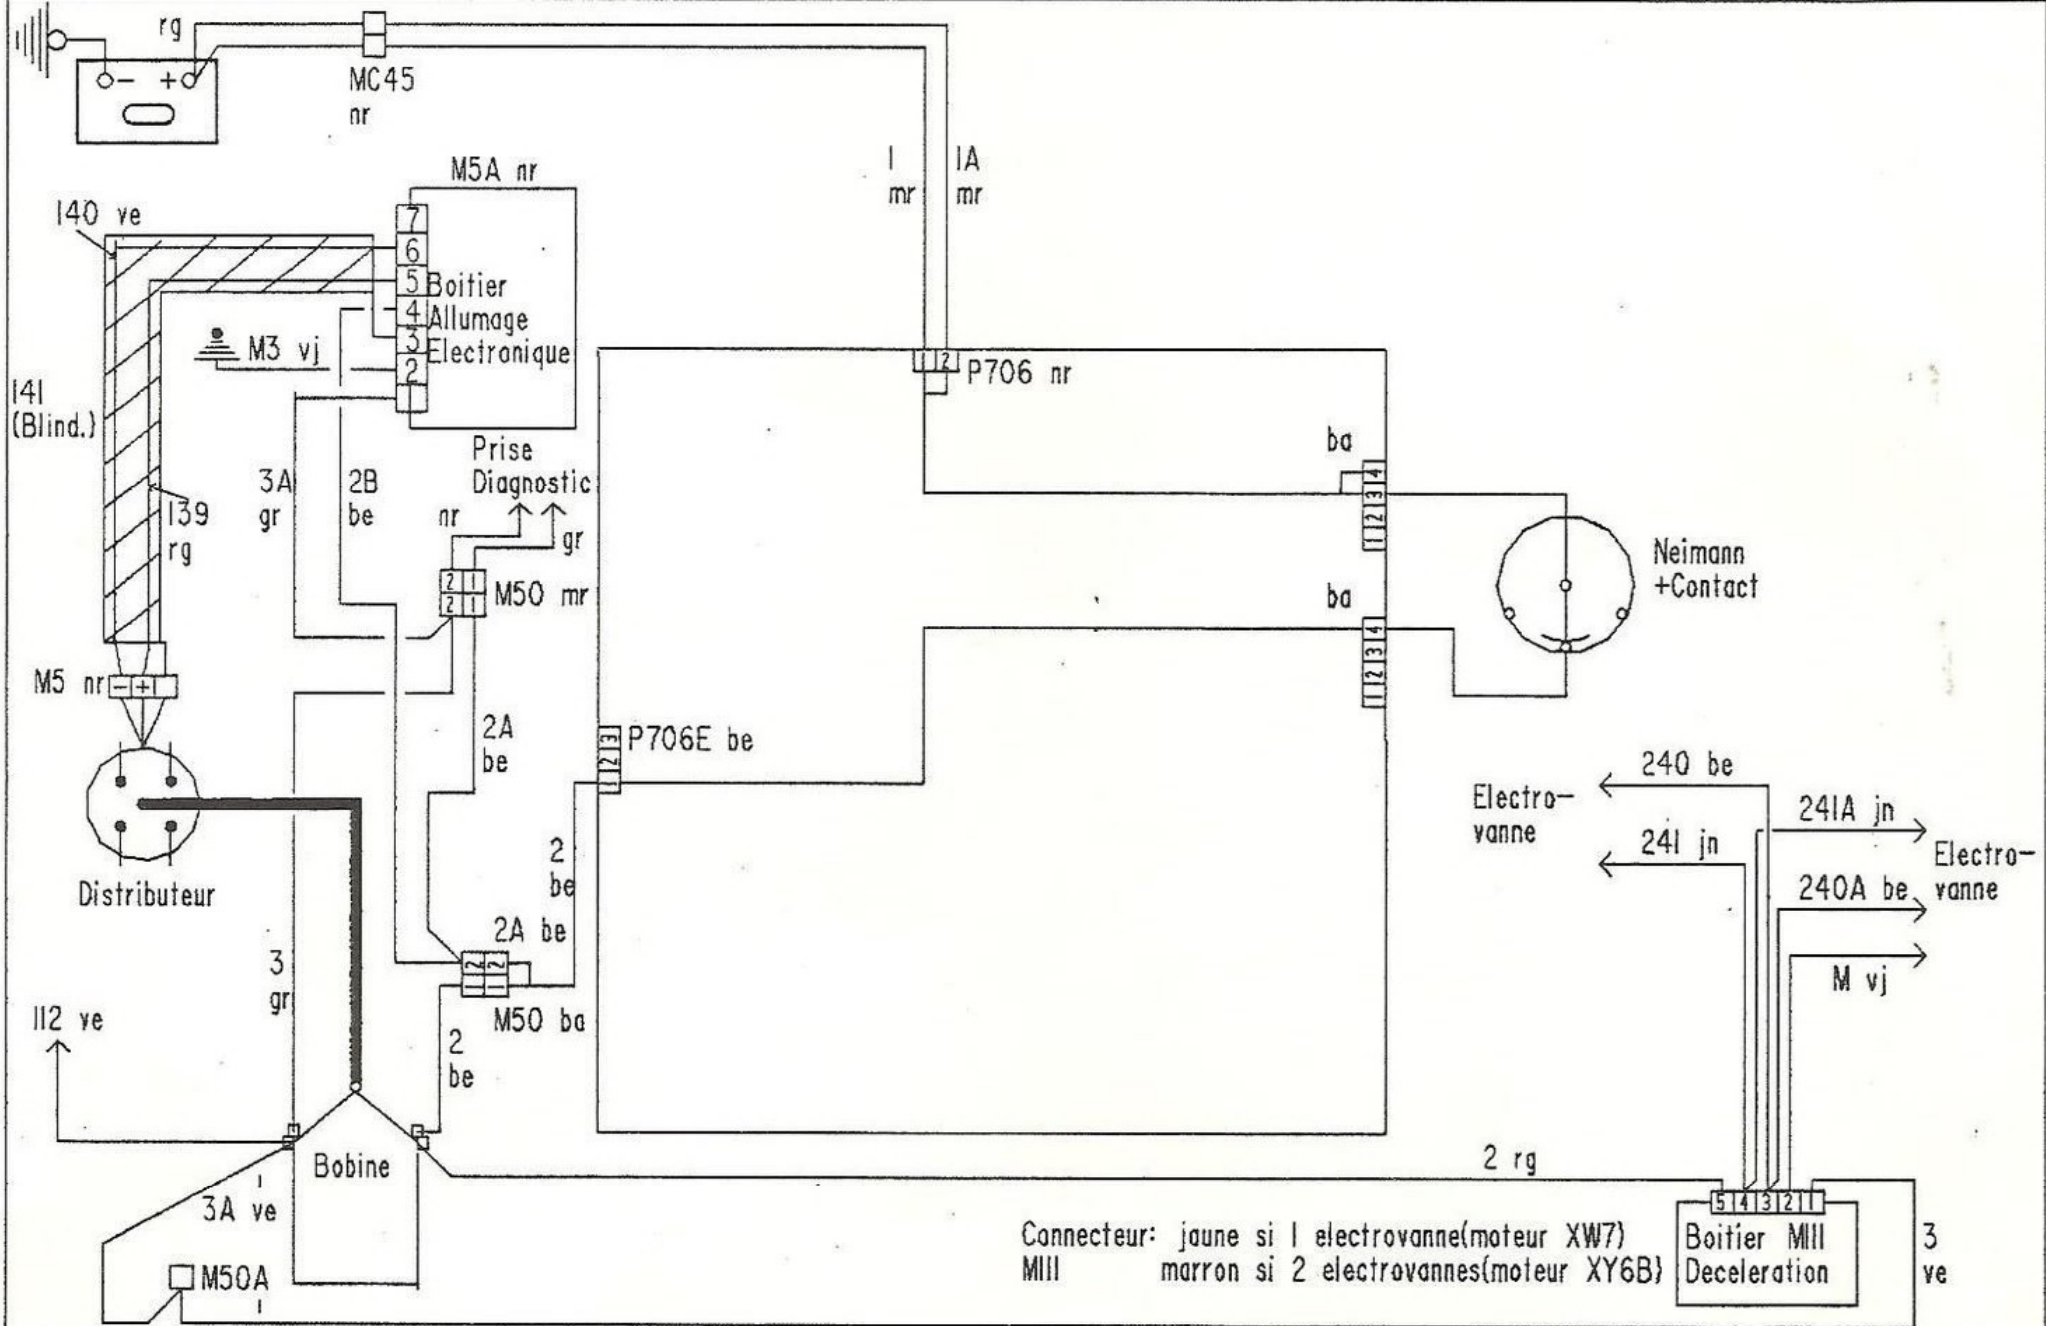 rg
- +
MC45
nr
1
mr
1A
mr
M5A nr
140 ve
7
6
5
4
3
2
Boitier
Allumage
Electronique
M3 vj
141
(Blind.)
139
rg
3A
gr
2B
be
Prise
Diagnostic
nr
gr
2 1
2 1
M50 mr
1 2
P706 nr
ba
4
3
2
1
Neimann
+Contact
ba
4
3
2
1
M5 nr
- +
2A
be
3
2
1
P706E be
Distributeur
2
be
2A be
2 2
1 1
M50 ba
3
gr
2
be
112 ve
Bobine
3A ve
M50A
240 be
Electro-
vanne
241 jn
241A jn
Electro-
vanne
240A be
M vj
2 rg
5 4 3 2 1
Boitier M111
Deceleration
3
ve
Connecteur: jaune si 1 electrovanne(moteur XW7)
M111 marron si 2 electrovannes(moteur XY6B)